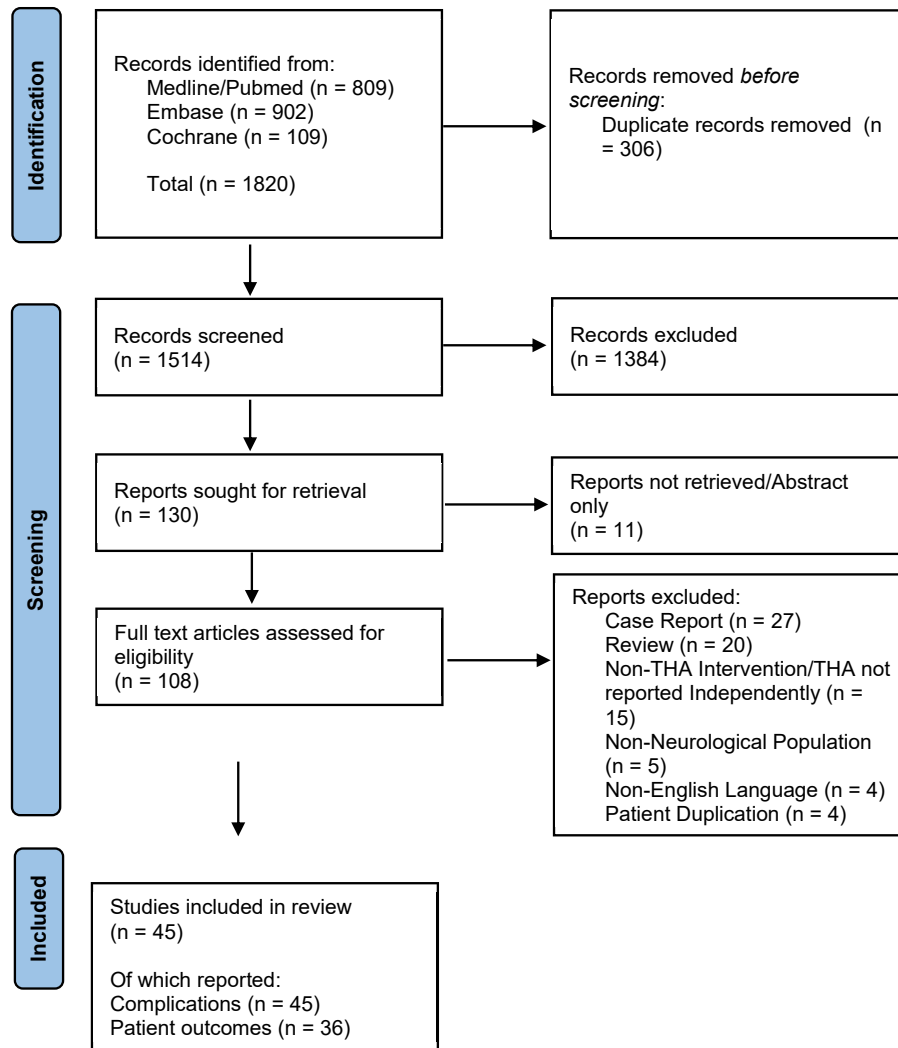 Identification
Records identified from:
Medline/Pubmed (n = 809)
Embase (n = 902)
Cochrane (n = 109)
Total (n = 1820)
Records removed before
screening:
Duplicate records removed (n
= 306)
Screening
Records screened
(n = 1514)
Records excluded
(n = 1384)
Reports sought for retrieval
(n = 130)
Reports not retrieved/Abstract
only
(n = 11)
Full text articles assessed for
eligibility
(n = 108)
Reports excluded:
Case Report (n = 27)
Review (n = 20)
Non-THA Intervention/THA not
reported Independently (n =
15)
Non-Neurological Population
(n = 5)
Non-English Language (n = 4)
Patient Duplication (n = 4)
Included
Studies included in review
(n = 45)
Of which reported:
Complications (n = 45)
Patient outcomes (n = 36)